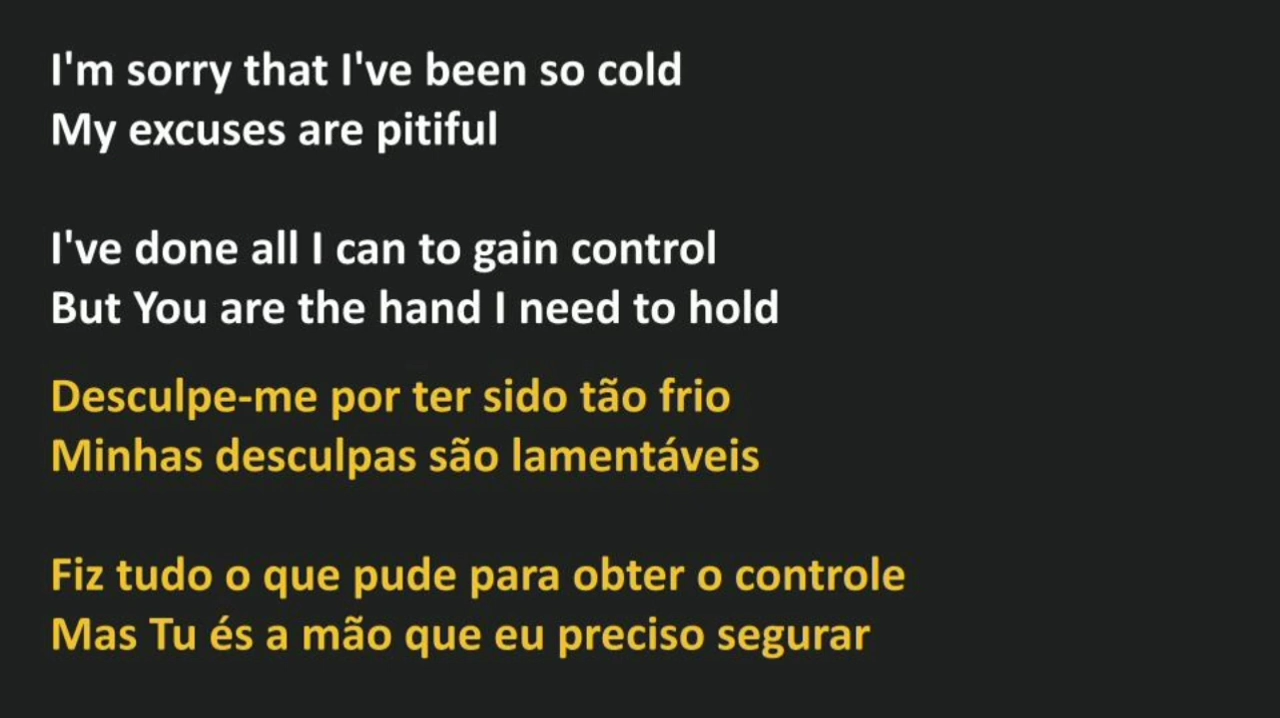 I'm sorry that I've been so cold
My excuses are pitiful
I've done all I can to gain control
But You are the hand I need to hold
Desculpe-me por ter sido tão frio
Minhas desculpas são lamentáveis
Fiz tudo o que pude para obter o controle
Mas Tu és a mão que eu preciso segurar